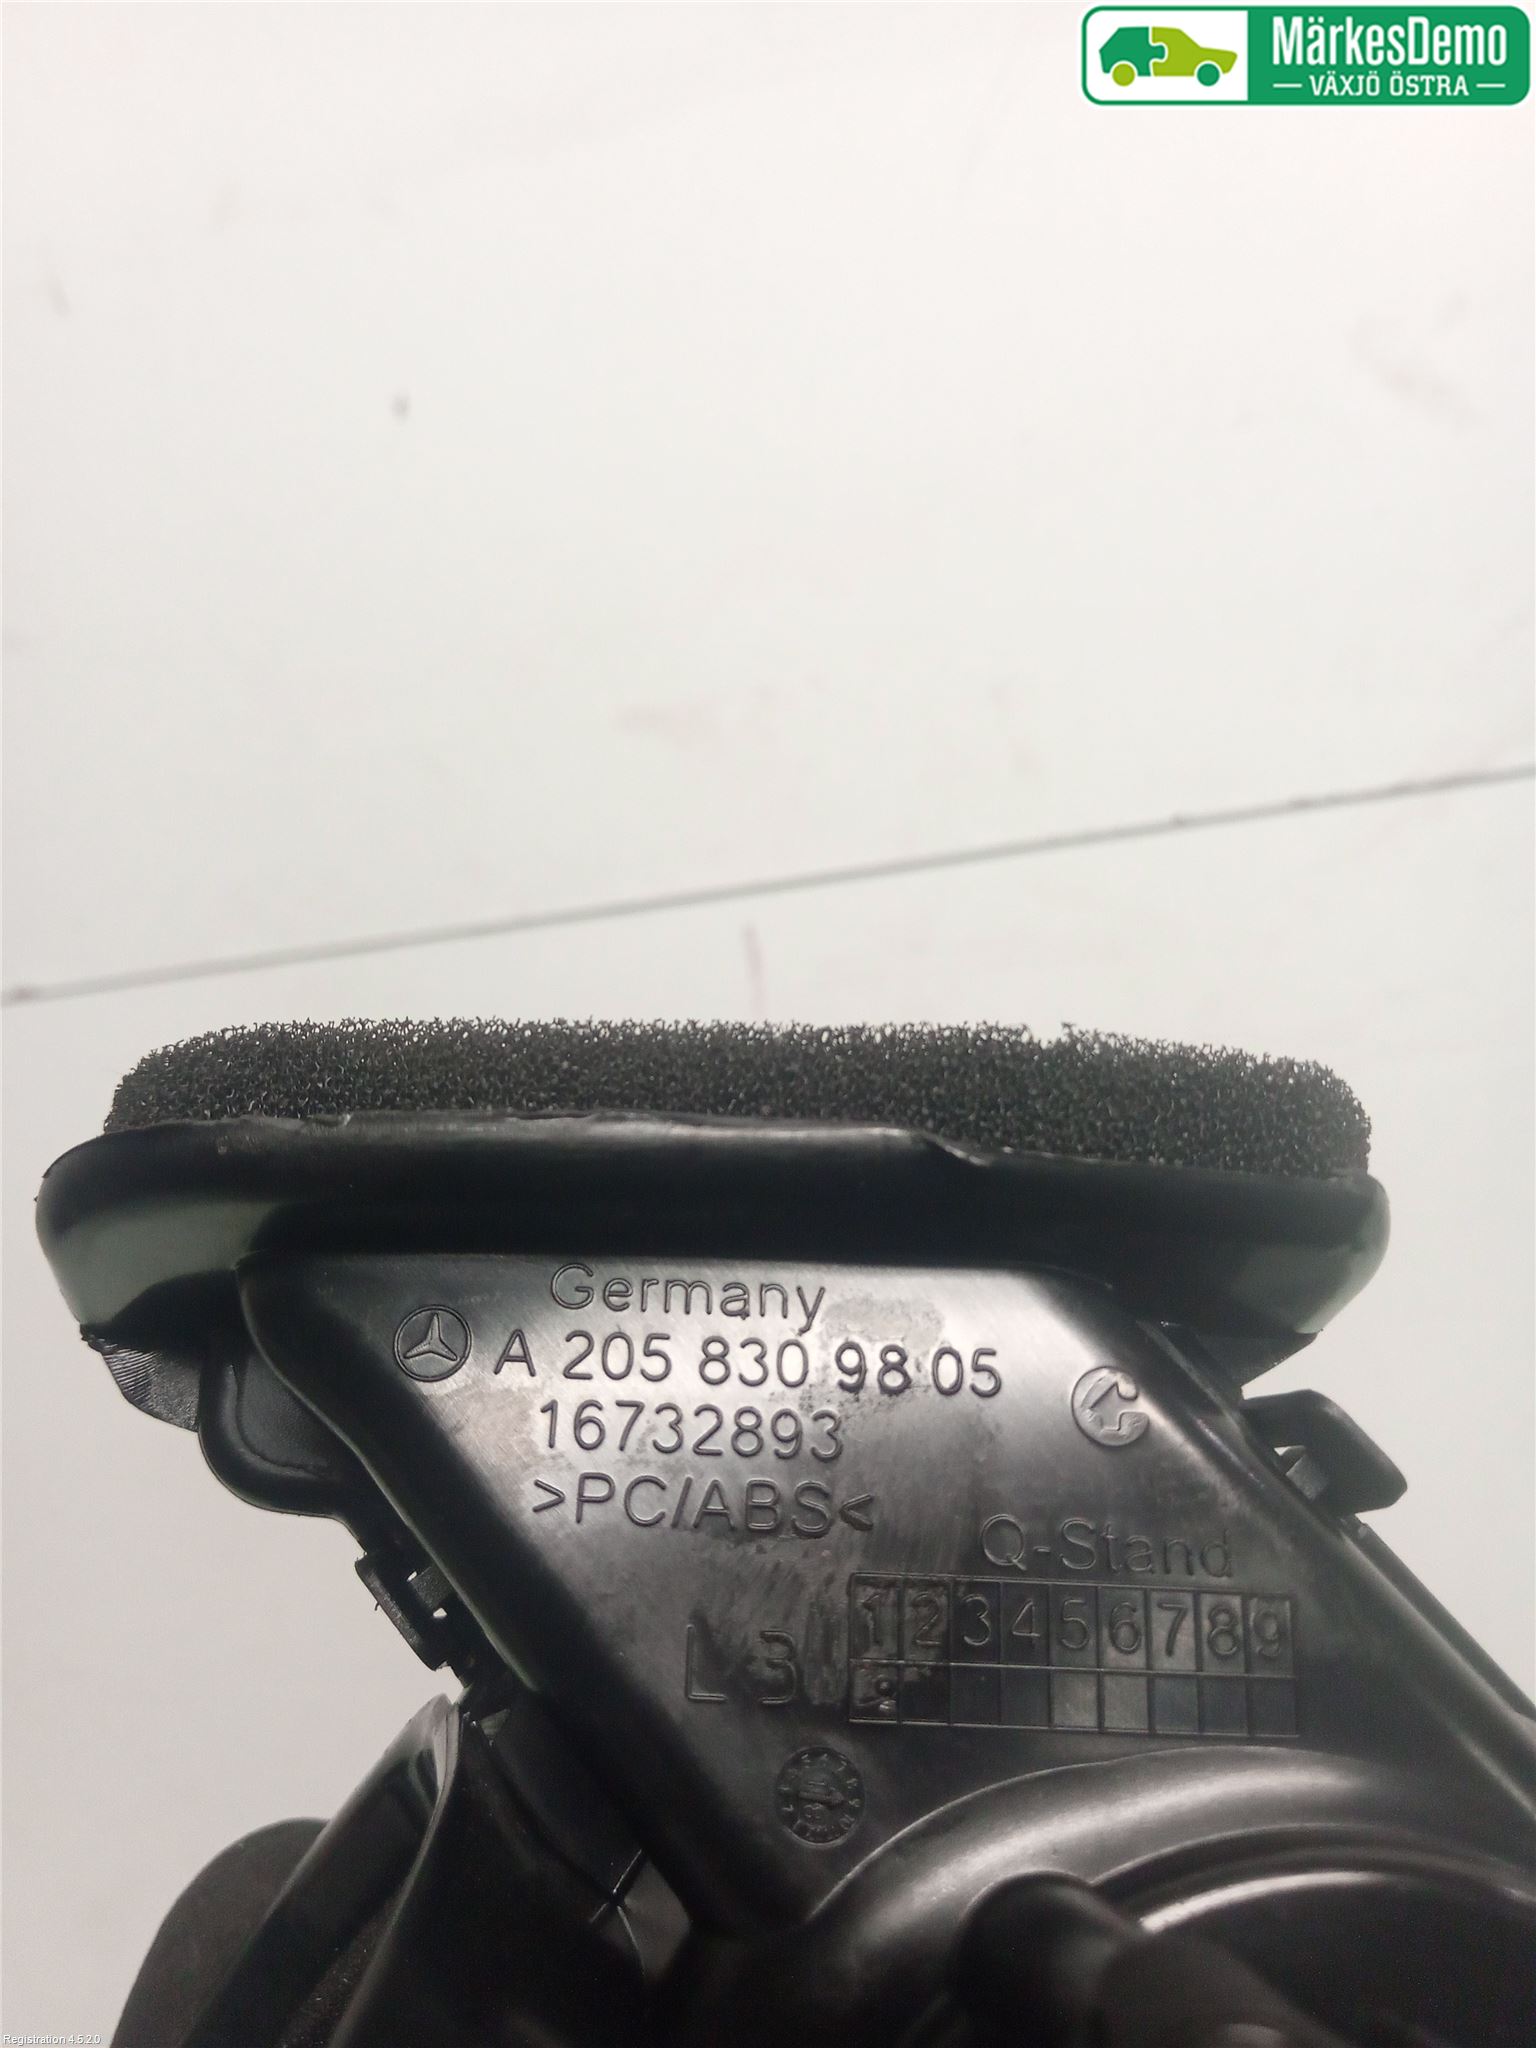 MärkesDemo
VÄXJÖ ÖSTRA
Germany
A 205 830 98 05
16732893
>PC/ABS<
Q-Stand
1 2 3 4 5 6 7 8 9
Registration 4.5.2.0